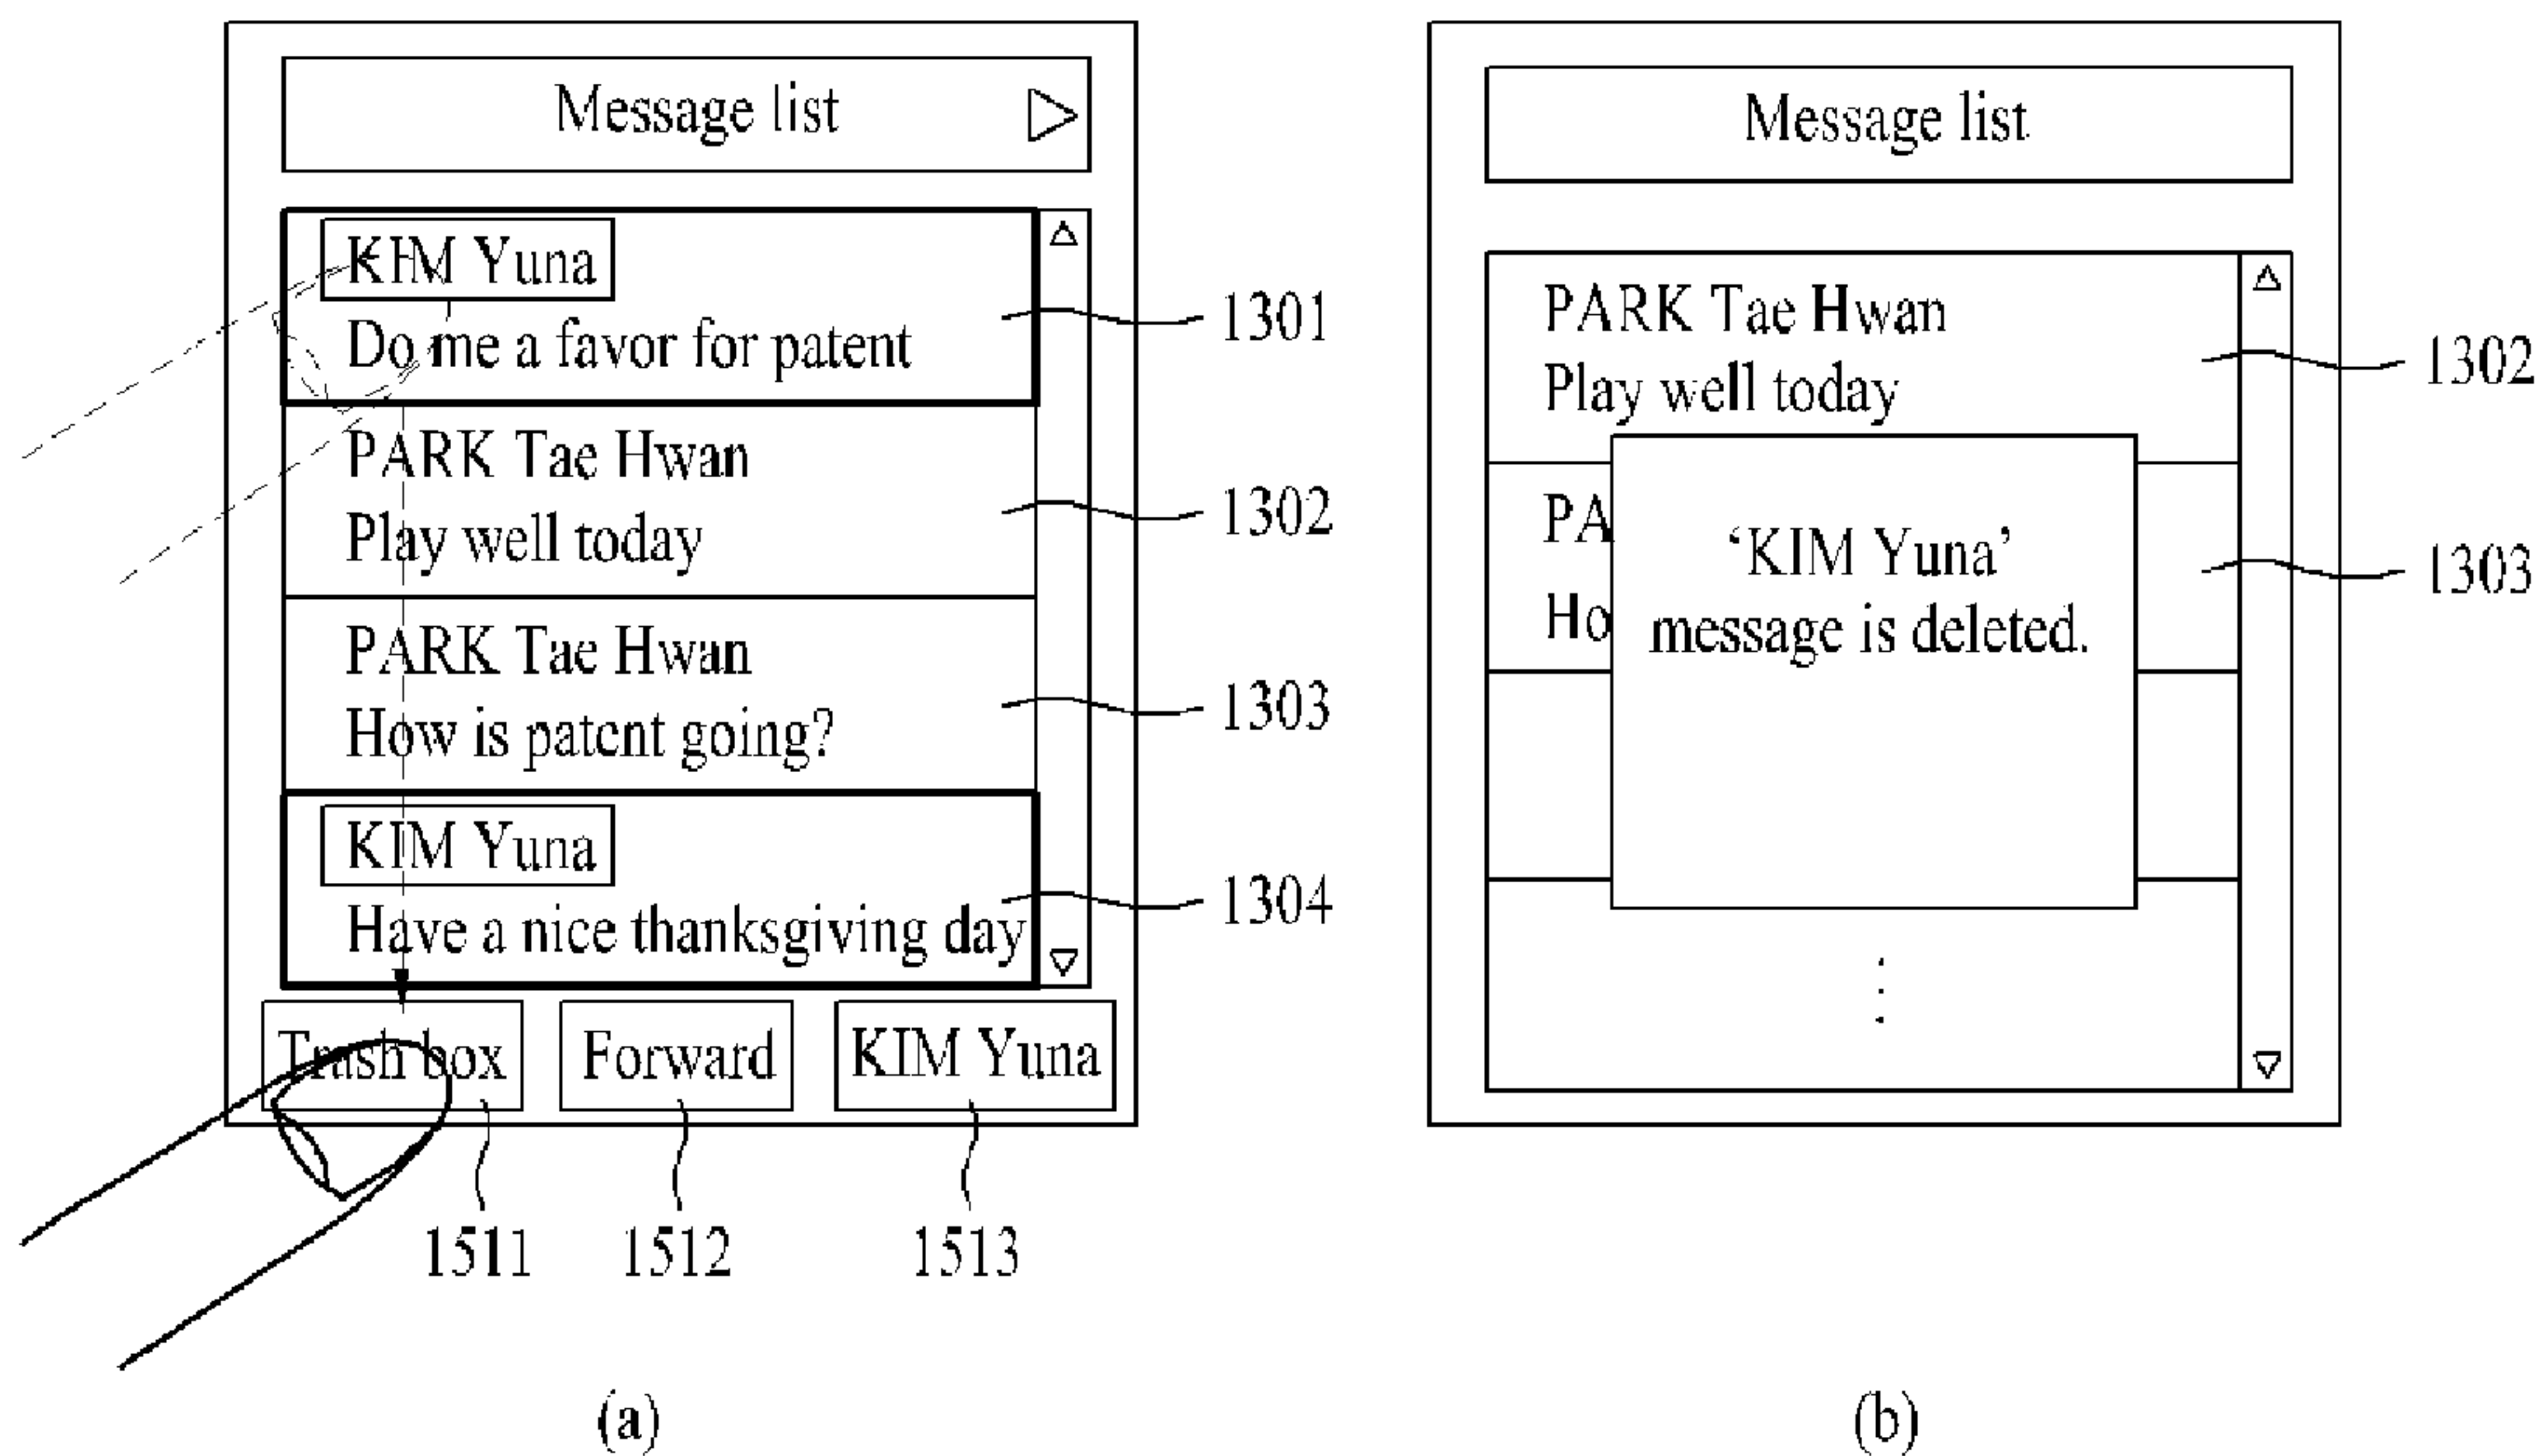 Message list
KIM Yuna
Do me a favor for patent
1301
PARK Tae Hwan
Play well today
1302
PARK Tae Hwan
How is patent going?
1303
KIM Yuna
Have a nice thanksgiving day
1304
Trash box
Forward
KIM Yuna
1511
1512
1513
(a)
Message list
PARK Tae Hwan
Play well today
1302
PA
Ho
1303
‘KIM Yuna’
message is deleted.
(b)